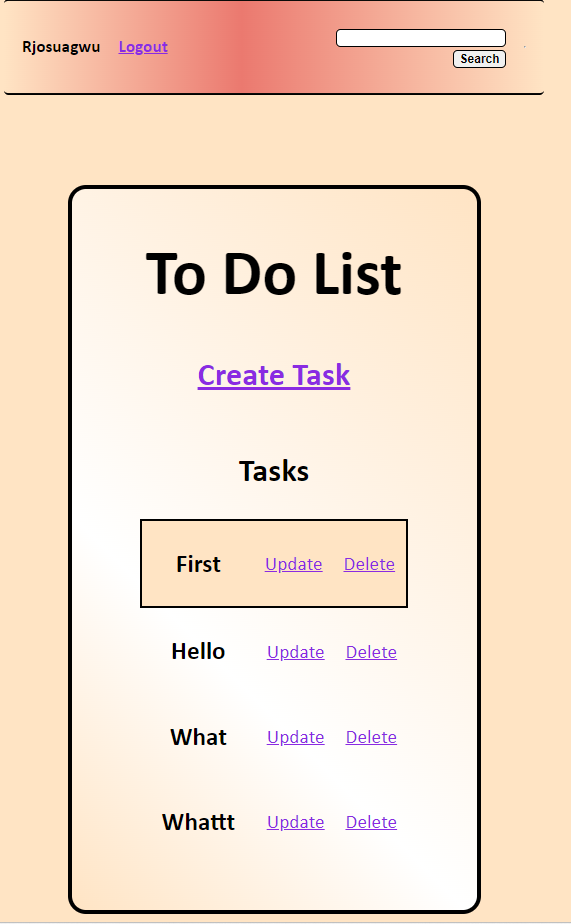 Rjosuagwu Logout
Search
To Do List
Create Task
Tasks
First Update Delete
Hello Update Delete
What Update Delete
Whattt Update Delete